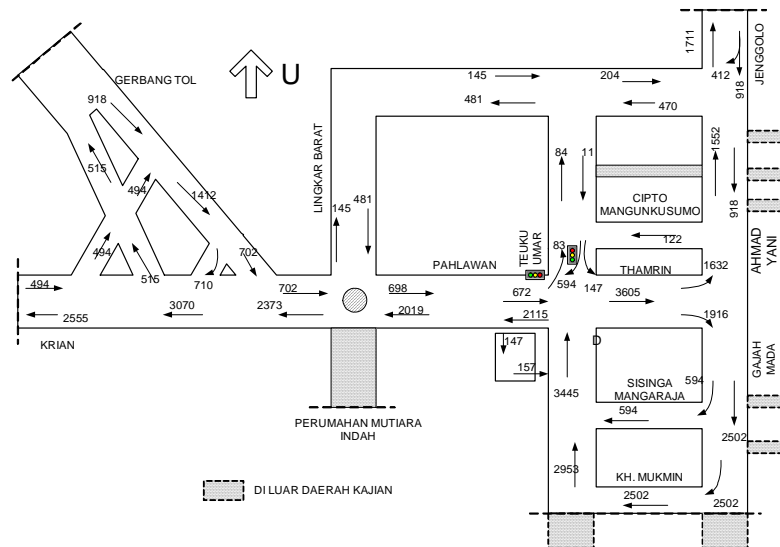 GERBANG TOL
U
918
515
494
1412
494
515
710
702
494
2555
3070
2373
702
KRIAN
LINGKAR BARAT
145
481
145
204
481
470
698
2019
PAHLAWAN
TEUKU
UMAR
672
2115
84
11
83
594
147
122
3605
CIPTO
MANGUNKUSUMO
THAMRIN
1711
412
918
JENGGOLO
1552
918
AHMAD
YANI
1632
1916
GAJAH
MADA
147
157
D
3445
SISINGA
MANGARAJA
594
594
2502
2953
KH. MUKMIN
2502
2502
PERUMAHAN MUTIARA
INDAH
DI LUAR DAERAH KAJIAN